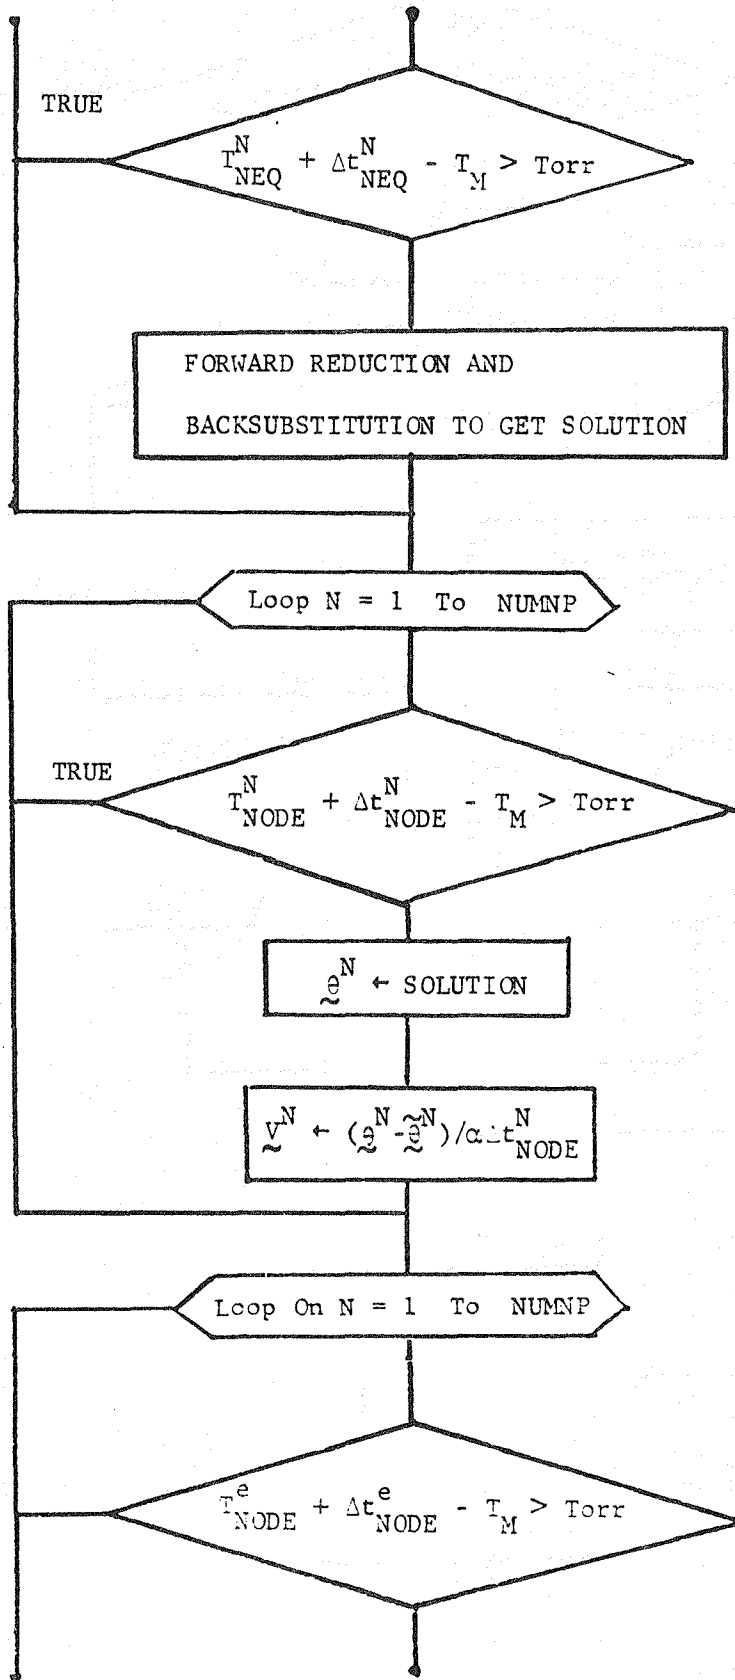 TRUE
T^N_NEQ + Δt^N_NEQ - T_M > Torr
FORWARD REDUCTION AND
BACKSUBSTITUTION TO GET SOLUTION
Loop N = 1 To NUMNP
TRUE
T^N_NODE + Δt^N_NODE - T_M > Torr
θ̰^N ← SOLUTION
V̰^N ← (θ̰^N - θ̰̃^N)/αΔt^N_NODE
Loop On N = 1 To NUMNP
T^e_NODE + Δt^e_NODE - T_M > Torr